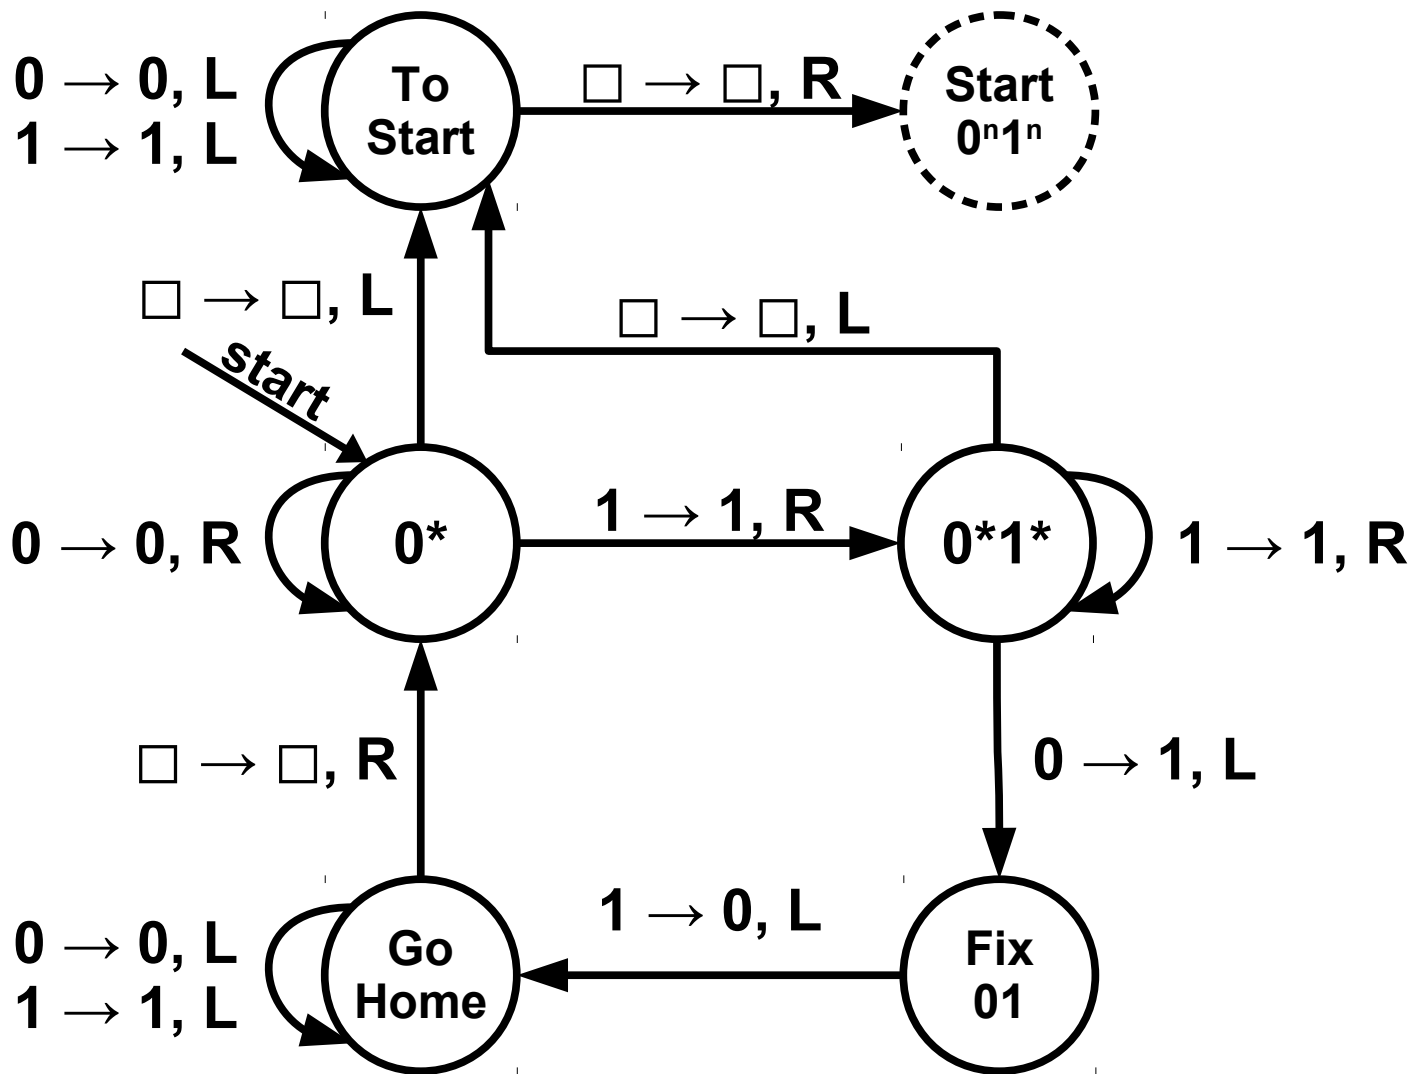 0 → 0, L
1 → 1, L
To
Start
□ → □, R
Start
0ⁿ1ⁿ
□ → □, L
start
□ → □, L
0 → 0, R
0*
1 → 1, R
0*1*
1 → 1, R
□ → □, R
0 → 1, L
0 → 0, L
1 → 1, L
Go
Home
1 → 0, L
Fix
01